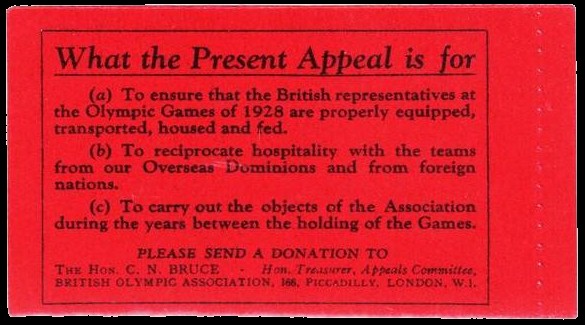 What the Present Appeal is for
(a) To ensure that the British representatives at
the Olympic Games of 1928 are properly equipped,
transported, housed and fed.
(b) To reciprocate hospitality with the teams
from our Overseas Dominions and from foreign
nations.
(c) To carry out the objects of the Association
during the years between the holding of the Games.
PLEASE SEND A DONATION TO
THE HON. C. N. BRUCE - Hon. Treasurer, Appeals Committee,
BRITISH OLYMPIC ASSOCIATION, 166, PICCADILLY, LONDON, W.1.